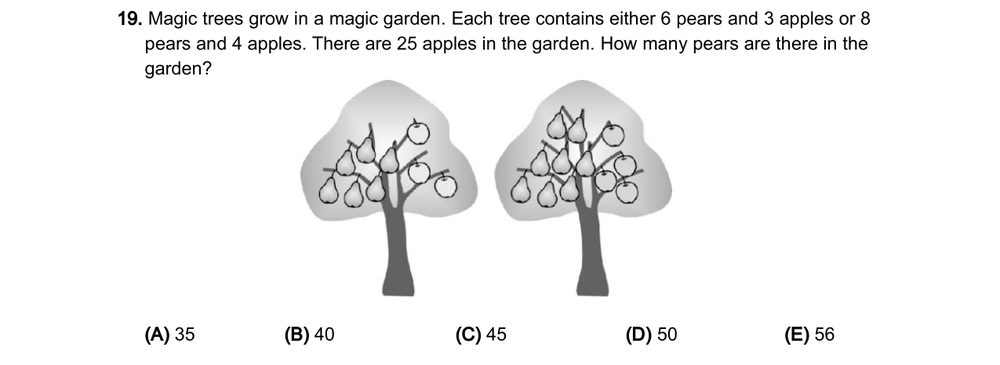 19. Magic trees grow in a magic garden. Each tree contains either 6 pears and 3 apples or 8
pears and 4 apples. There are 25 apples in the garden. How many pears are there in the
garden?
(A) 35 (B) 40 (C) 45 (D) 50 (E) 56